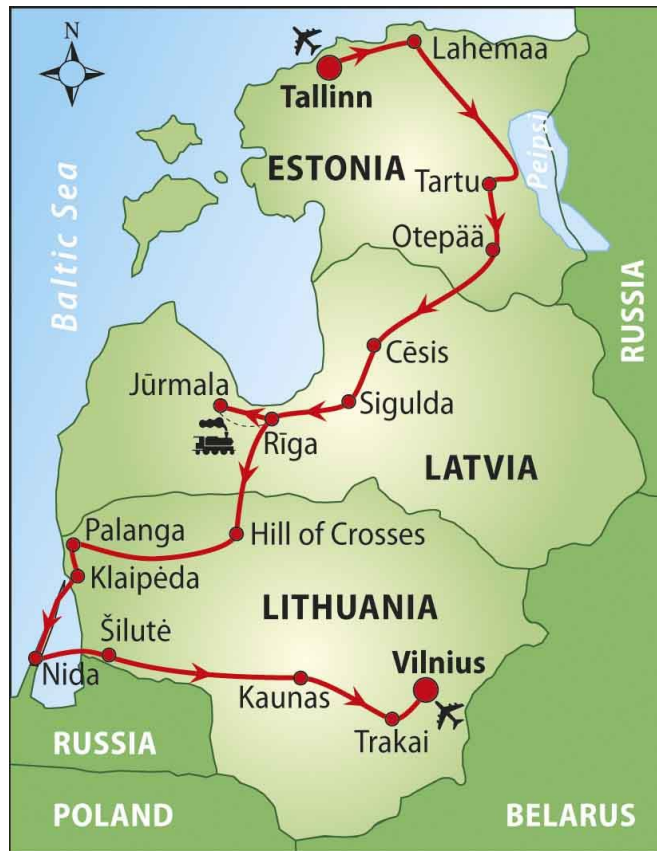 N
Lahemaa
Tallinn
ESTONIA
Peipsi
Tartu
Otepää
Baltic Sea
RUSSIA
Cēsis
Jūrmala
Sigulda
Rīga
LATVIA
Palanga
Hill of Crosses
Klaipėda
LITHUANIA
Šilutė
Vilnius
Nida
Kaunas
Trakai
RUSSIA
POLAND
BELARUS